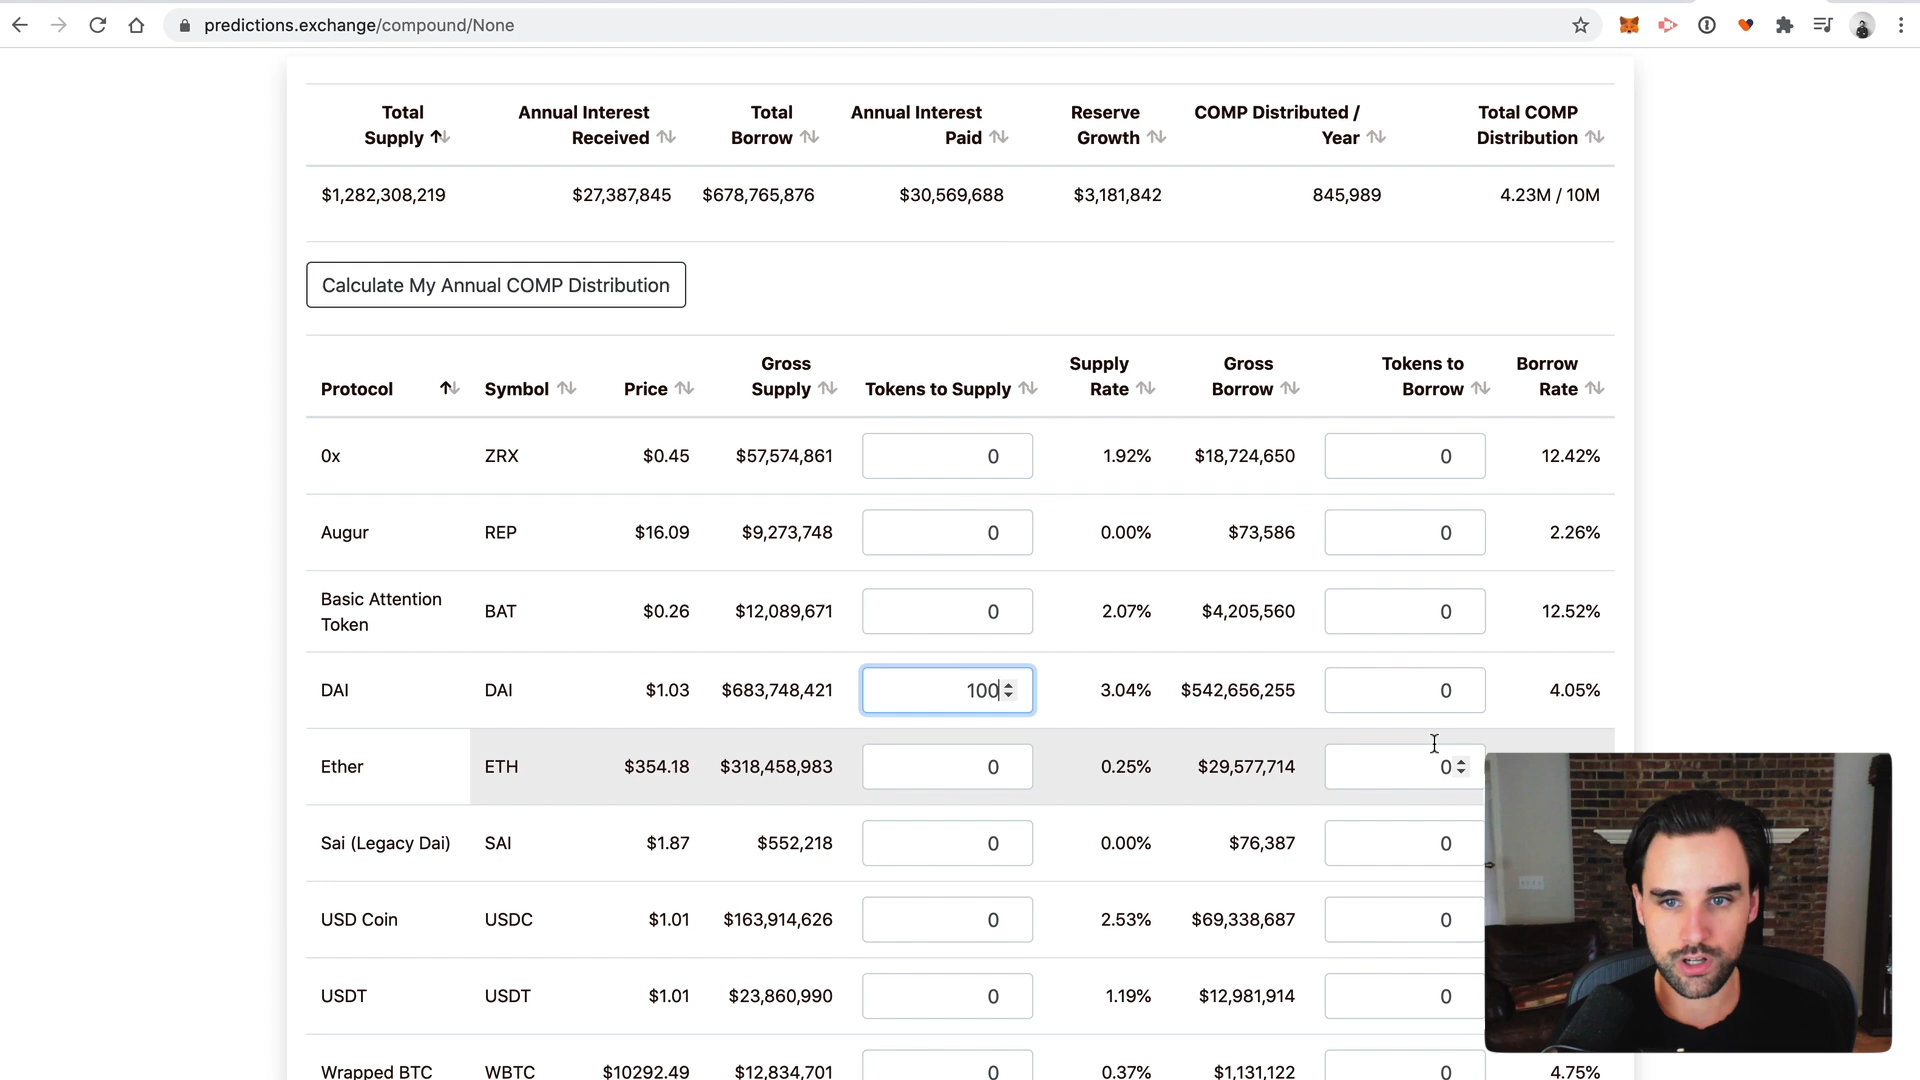 predictions.exchange/compound/None
Total Supply Annual Interest Received Total Borrow Annual Interest Paid Reserve Growth COMP Distributed / Year Total COMP Distribution
$1,282,308,219 $27,387,845 $678,765,876 $30,569,688 $3,181,842 845,989 4.23M / 10M
Calculate My Annual COMP Distribution
Protocol Symbol Price Gross Supply Tokens to Supply Supply Rate Gross Borrow Tokens to Borrow Borrow Rate
0x ZRX $0.45 $57,574,861 0 1.92% $18,724,650 0 12.42%
Augur REP $16.09 $9,273,748 0 0.00% $73,586 0 2.26%
Basic Attention Token BAT $0.26 $12,089,671 0 2.07% $4,205,560 0 12.52%
DAI DAI $1.03 $683,748,421 100 3.04% $542,656,255 0 4.05%
Ether ETH $354.18 $318,458,983 0 0.25% $29,577,714 0
Sai (Legacy Dai) SAI $1.87 $552,218 0 0.00% $76,387 0
USD Coin USDC $1.01 $163,914,626 0 2.53% $69,338,687 0
USDT USDT $1.01 $23,860,990 0 1.19% $12,981,914 0
Wrapped BTC WBTC $10292.49 $12,834,701 0 0.37% $1,131,122 0 4.75%